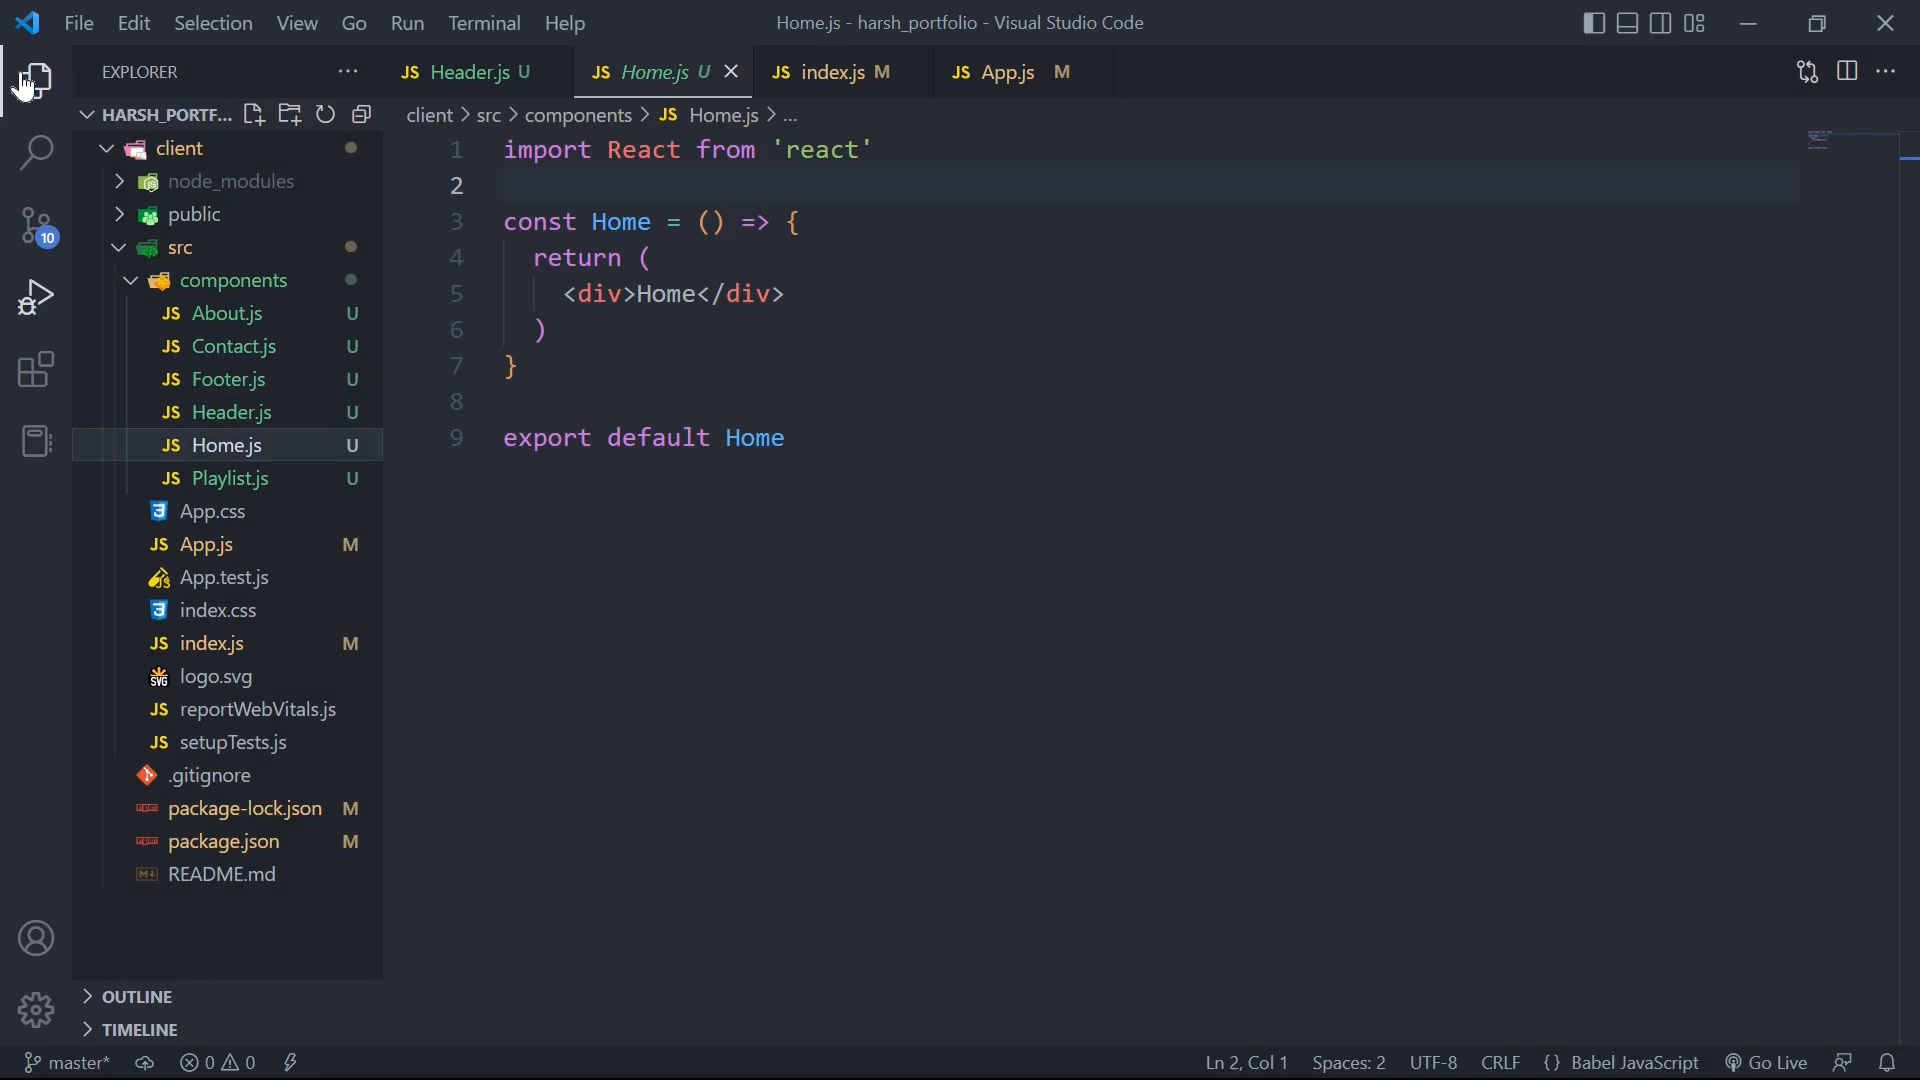 File Edit Selection View Go Run Terminal Help
Home.js - harsh_portfolio - Visual Studio Code
EXPLORER
HARSH_PORTF...
client
node_modules
public
src
components
JS About.js U
JS Contact.js U
JS Footer.js U
JS Header.js U
JS Home.js U
JS Playlist.js U
App.css
JS App.js M
App.test.js
index.css
JS index.js M
SVG logo.svg
JS reportWebVitals.js
JS setupTests.js
.gitignore
package-lock.json M
package.json M
README.md
OUTLINE
TIMELINE
10
JS Header.js U JS Home.js U JS index.js M JS App.js M
client > src > components > JS Home.js > ...
1 import React from 'react'
2
3 const Home = () => {
4 return (
5 <div>Home</div>
6 )
7 }
8
9 export default Home
master* 0 0 Ln 2, Col 1 Spaces: 2 UTF-8 CRLF {} Babel JavaScript Go Live